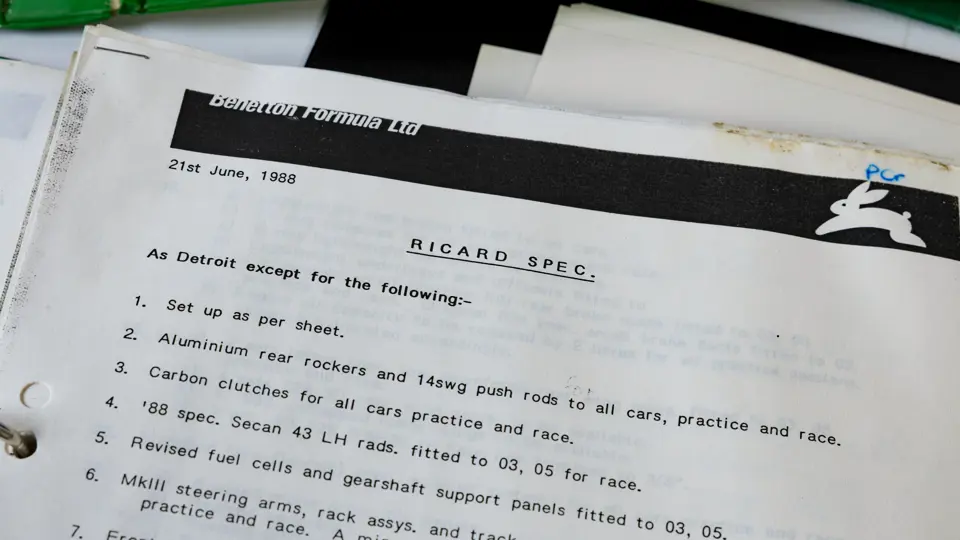 Benetton Formula Ltd
PCr
21st June, 1988
RICARD SPEC.
As Detroit except for the following:-
1. Set up as per sheet.
2. Aluminium rear rockers and 14swg push rods to all cars, practice and race.
3. Carbon clutches for all cars practice and race.
4. '88 spec. Secan 43 LH rads. fitted to 03, 05 for race.
5. Revised fuel cells and gearshaft support panels fitted to 03, 05.
6. MkIII steering arms, rack assys. and track
practice and race. A
7.